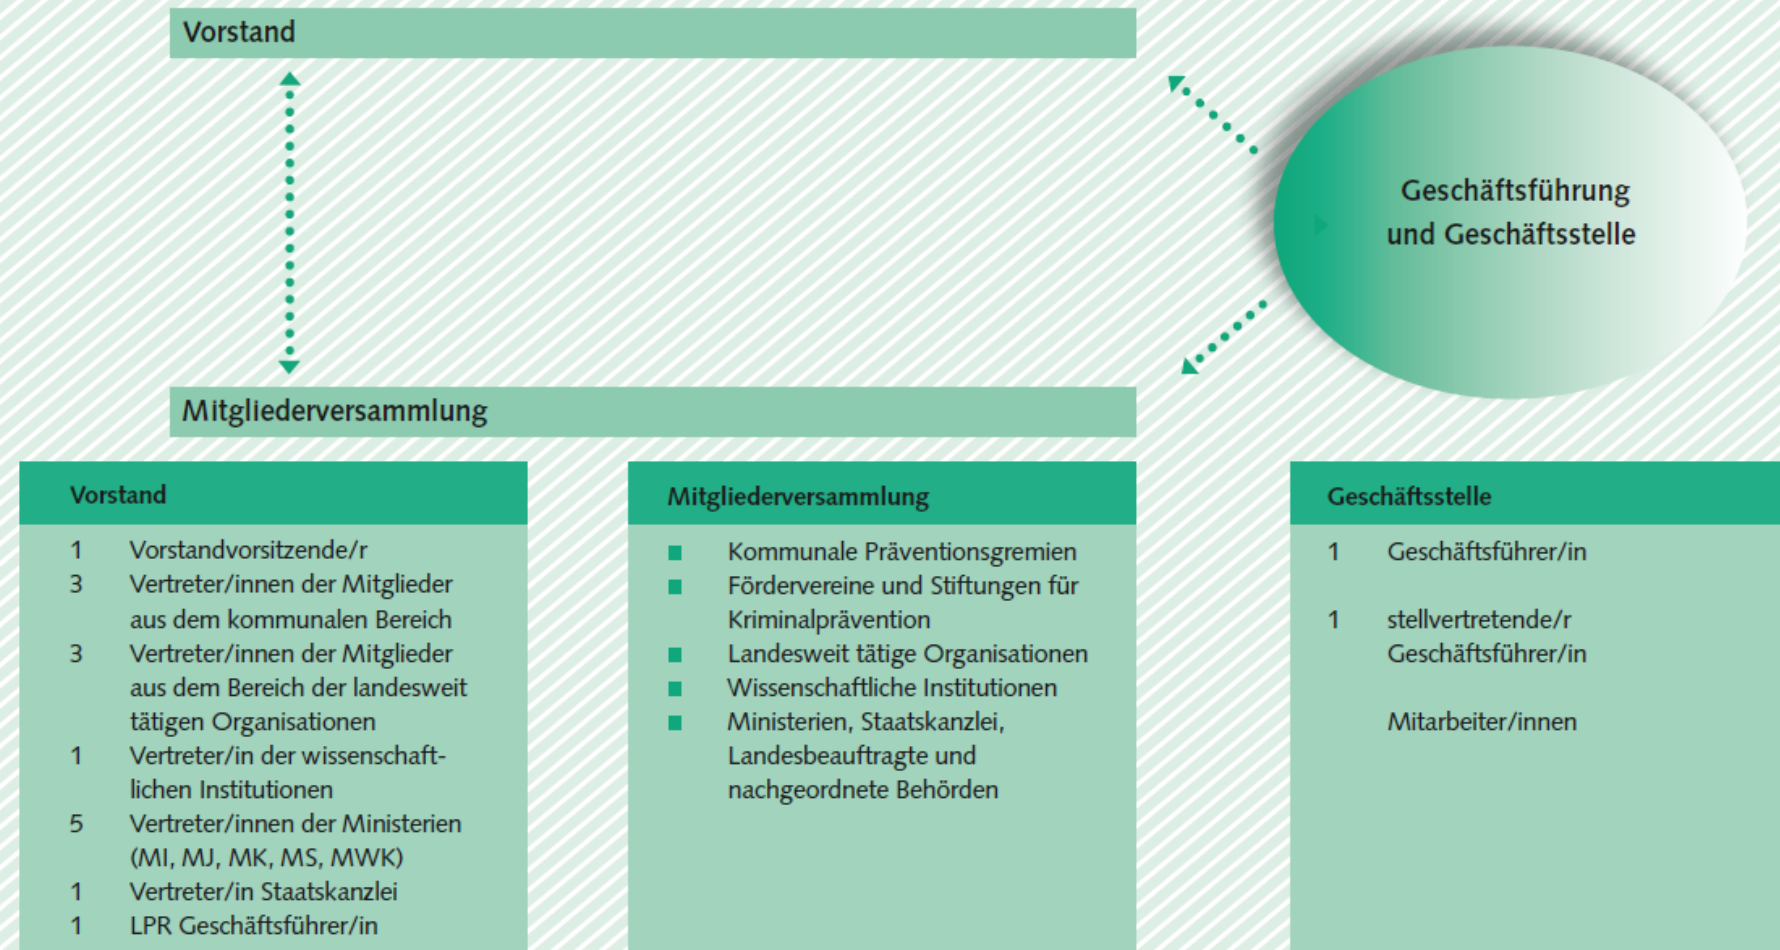 Vorstand
Geschäftsführung
und Geschäftsstelle
Mitgliederversammlung
Vorstand
1 Vorstandvorsitzende/r
3 Vertreter/innen der Mitglieder
aus dem kommunalen Bereich
3 Vertreter/innen der Mitglieder
aus dem Bereich der landesweit
tätigen Organisationen
1 Vertreter/in der wissenschaft-
lichen Institutionen
5 Vertreter/innen der Ministerien
(MI, MJ, MK, MS, MWK)
1 Vertreter/in Staatskanzlei
1 LPR Geschäftsführer/in
Mitgliederversammlung
Kommunale Präventionsgremien
Fördervereine und Stiftungen für
Kriminalprävention
Landesweit tätige Organisationen
Wissenschaftliche Institutionen
Ministerien, Staatskanzlei,
Landesbeauftragte und
nachgeordnete Behörden
Geschäftsstelle
1 Geschäftsführer/in
1 stellvertretende/r
Geschäftsführer/in
Mitarbeiter/innen